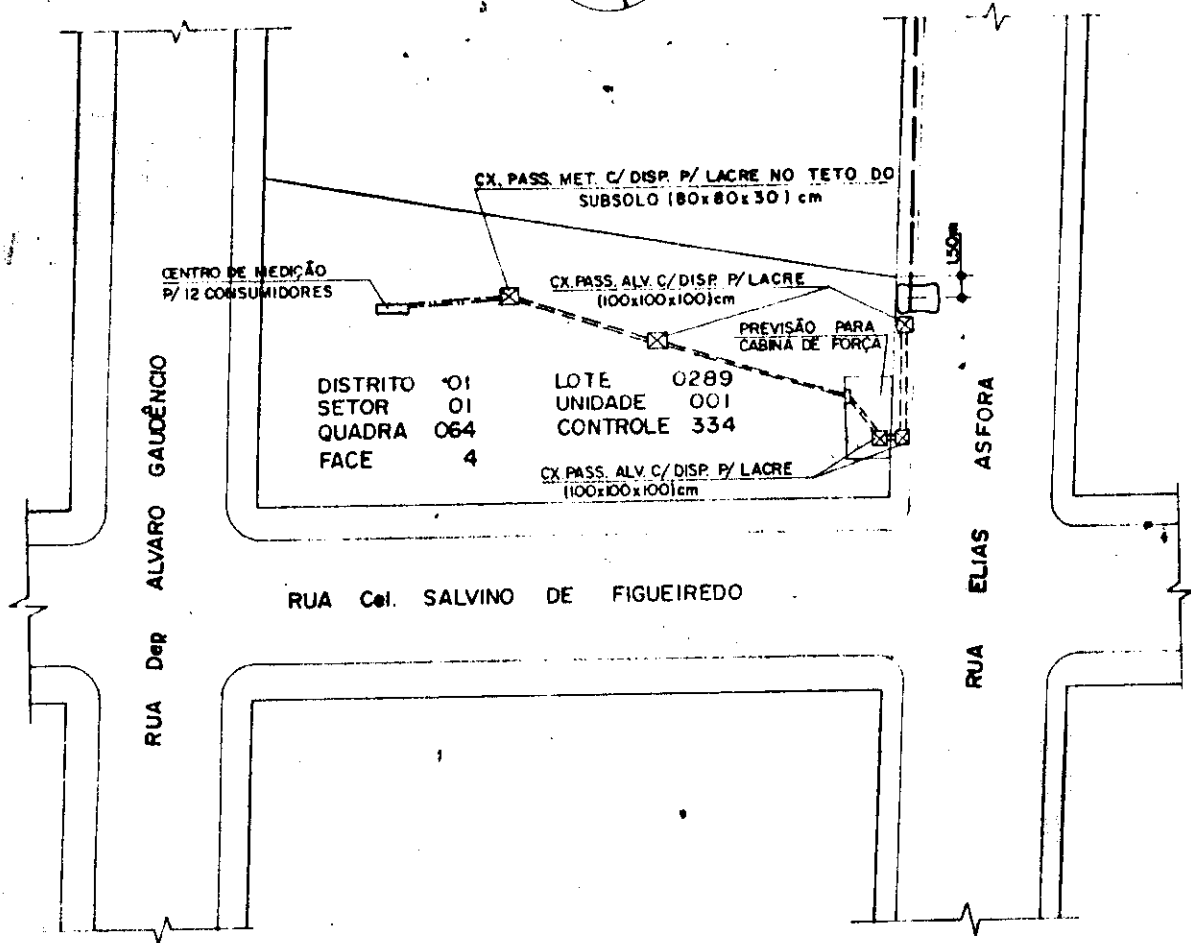 CX. PASS. MET. C/ DISP. P/ LACRE NO TETO DO
SUBSOLO (80x80x30) cm
1.50m
CENTRO DE MEDIÇÃO
P/ 12 CONSUMIDORES
CX. PASS. ALV. C/ DISP. P/ LACRE
(100x100x100)cm
PREVISÃO PARA
CABINA DE FORÇA
DISTRITO 01
SETOR 01
QUADRA 064
FACE 4
LOTE 0289
UNIDADE 001
CONTROLE 334
CX. PASS. ALV. C/ DISP. P/ LACRE
(100x100x100)cm
RUA Dep ALVARO GAUDÊNCIO
RUA Cel. SALVINO DE FIGUEIREDO
RUA ELIAS ASFORA